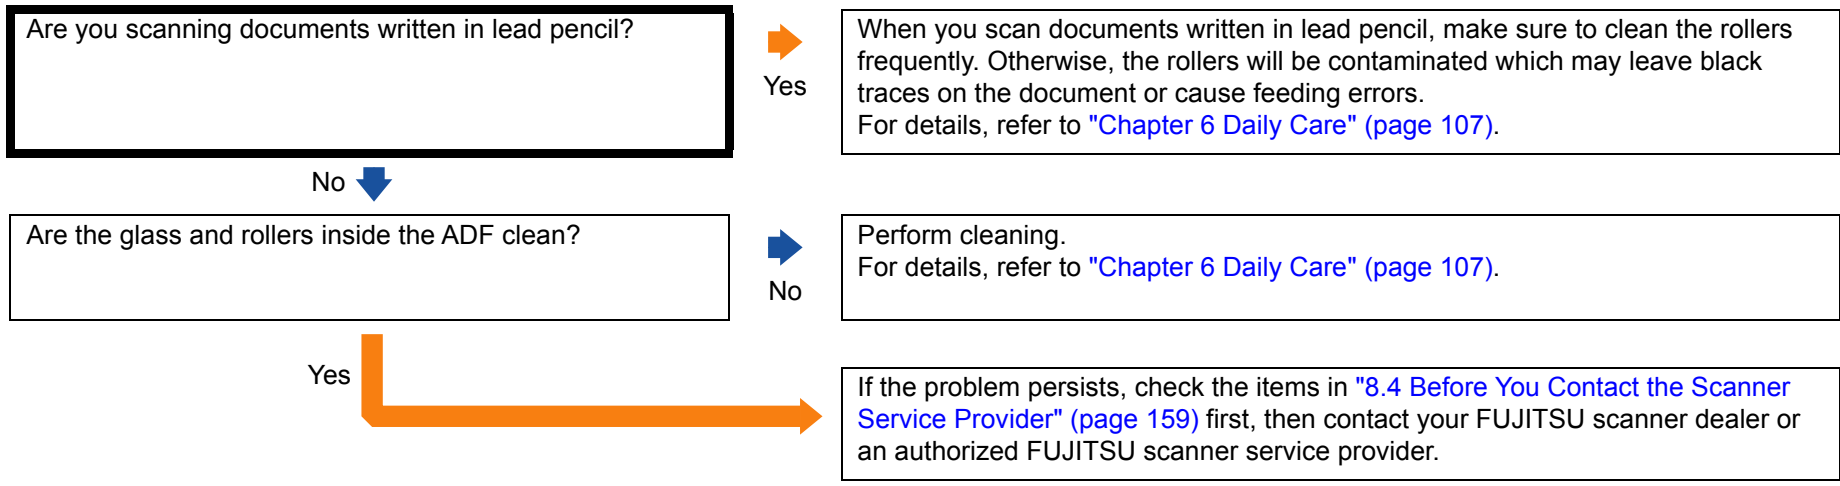 Are you scanning documents written in lead pencil?
Yes
When you scan documents written in lead pencil, make sure to clean the rollers
frequently. Otherwise, the rollers will be contaminated which may leave black
traces on the document or cause feeding errors.
For details, refer to "Chapter 6 Daily Care" (page 107).
No
Are the glass and rollers inside the ADF clean?
No
Perform cleaning.
For details, refer to "Chapter 6 Daily Care" (page 107).
Yes
If the problem persists, check the items in "8.4 Before You Contact the Scanner
Service Provider" (page 159) first, then contact your FUJITSU scanner dealer or
an authorized FUJITSU scanner service provider.